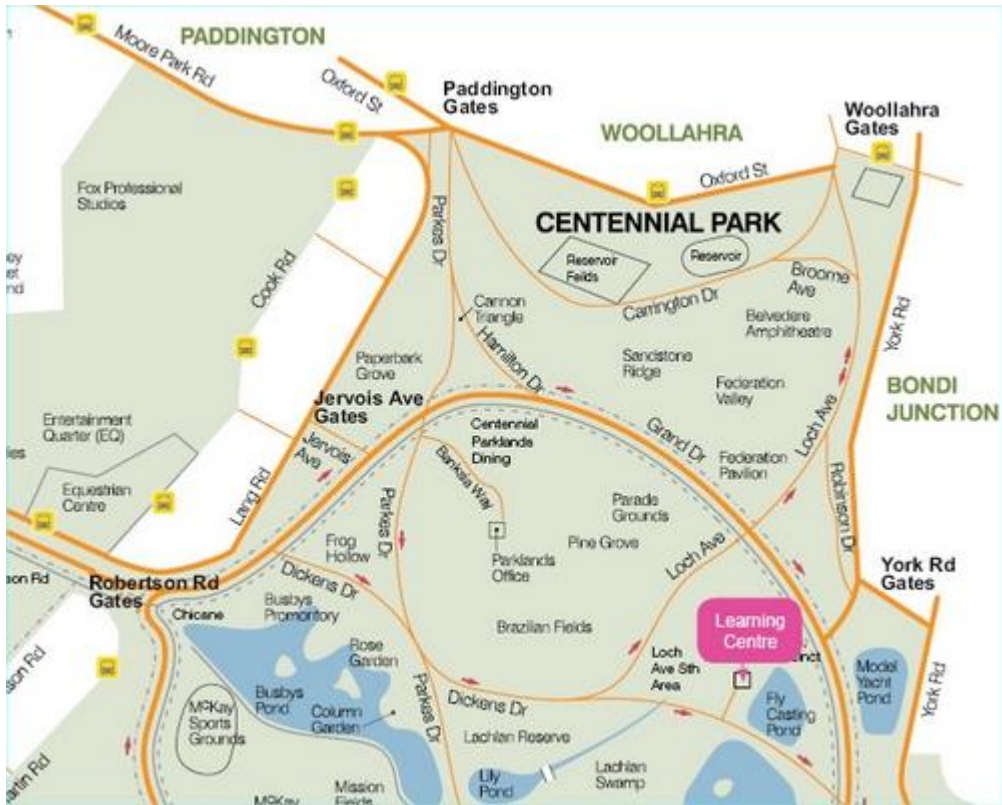 PADDINGTON
Moore Park Rd
Oxford St
Paddington
Gates
WOOLLAHRA
Woollahra
Gates
Oxford St
Fox Professional
Studios
Parkes Dr
CENTENNIAL PARK
Reservoir
Fields
Reservoir
Broome
Ave
Carrington Dr
Cook Rd
Cannon
Triangle
Belvedere
Amphitheatre
York Rd
Hamilton Dr
Sandstone
Ridge
Paperbark
Grove
Federation
Valley
BONDI
JUNCTION
Jervois Ave
Gates
Grand Dr
Loch Ave
Entertainment
Quarter (EQ)
Centennial
Parklands
Dining
Jervois
Ave
Banksia Way
Federation
Pavilion
Robinson Dr
Equestrian
Centre
Lang Rd
Parkes Dr
Parade
Grounds
Frog
Hollow
Pine Grove
Loch Ave
Parklands
Office
York Rd
Gates
Robertson Rd
Gates
Dickens Dr
Chicane
Busbys
Promontory
Brazilian Fields
Learning
Centre
Rose
Garden
Loch
Ave Sth
Area
Model
Yacht
Pond
Busbys
Pond
Column
Garden
Parkes Dr
Dickens Dr
Fly
Casting
Pond
York Rd
McKay
Sports
Grounds
Lachlan Reserve
Lily
Pond
Lachlan
Swamp
Mission
Fields
McKay